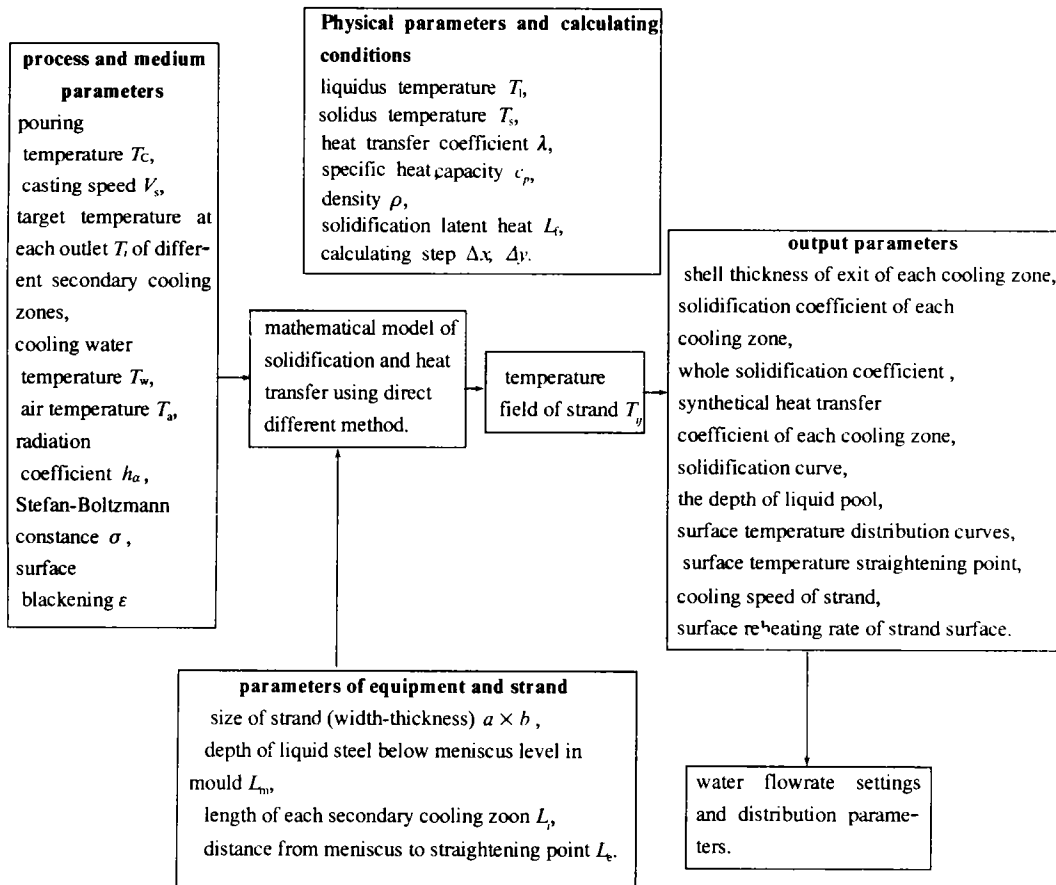 process and medium
parameters
pouring
temperature T_C,
casting speed V_s,
target temperature at
each outlet T_i of differ-
ent secondary cooling
zones,
cooling water
temperature T_w,
air temperature T_a,
radiation
coefficient h_α,
Stefan-Boltzmann
constance σ,
surface
blackening ε
Physical parameters and calculating
conditions
liquidus temperature T_l,
solidus temperature T_s,
heat transfer coefficient λ,
specific heat capacity c_p,
density ρ,
solidification latent heat L_f,
calculating step Δx, Δy.
mathematical model of
solidification and heat
transfer using direct
different method.
temperature
field of strand T_ij
output parameters
shell thickness of exit of each cooling zone,
solidification coefficient of each
cooling zone,
whole solidification coefficient,
synthetical heat transfer
coefficient of each cooling zone,
solidification curve,
the depth of liquid pool,
surface temperature distribution curves,
surface temperature straightening point,
cooling speed of strand,
surface reheating rate of strand surface.
parameters of equipment and strand
size of strand (width-thickness) a × b,
depth of liquid steel below meniscus level in
mould L_m,
length of each secondary cooling zoon L_i,
distance from meniscus to straightening point L_e.
water flowrate settings
and distribution parame-
ters.